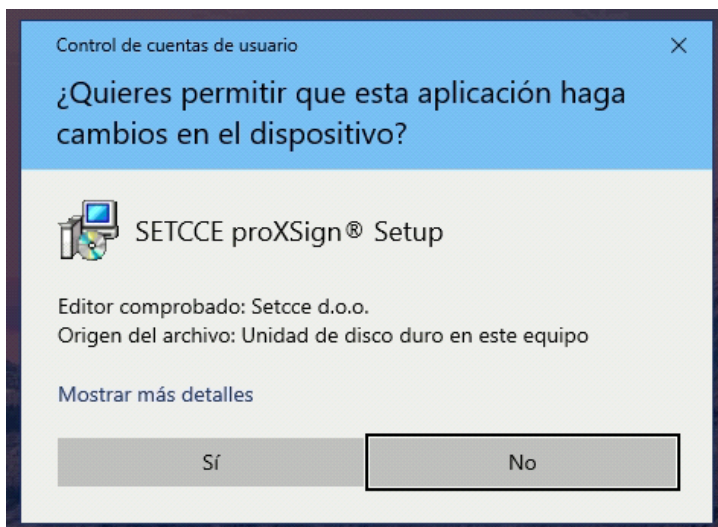 Control de cuentas de usuario
¿Quieres permitir que esta aplicación haga
cambios en el dispositivo?
SETCCE proXSign® Setup
Editor comprobado: Setcce d.o.o.
Origen del archivo: Unidad de disco duro en este equipo
Mostrar más detalles
Sí
No